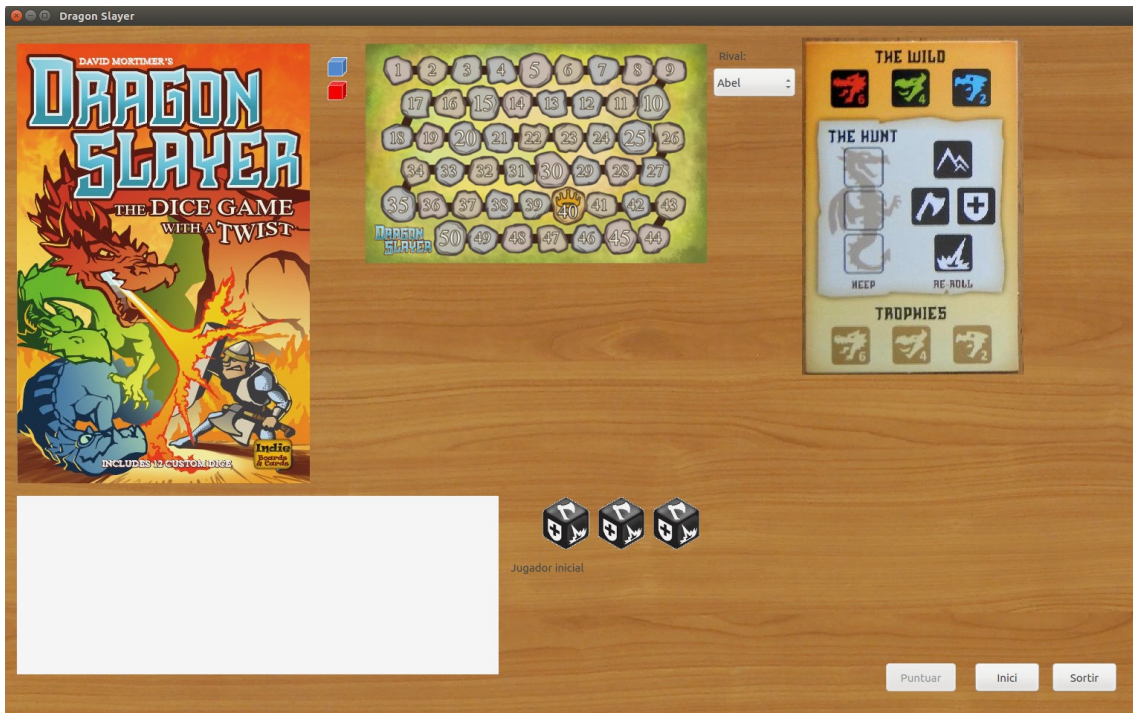 Dragon Slayer
DAVID MORTIMER'S
DRAGON
SLAYER
THE DICE GAME
WITH A TWIST
INCLUDES 12 CUSTOM DICE
Indie
Boards
& Cards
1 2 3 4 5 6 7 8 9
17 16 15 14 13 12 11 10
18 19 20 21 22 23 24 25 26
34 33 32 31 30 29 28 27
35 36 37 38 39 40 41 42 43
DRAGON
SLAYER
50 49 48 47 46 45 44
Rival:
Abel
THE WILD
6 4 2
THE HUNT
KEEP RE-ROLL
TROPHIES
6 4 2
Jugador inicial
Puntuar Inici Sortir